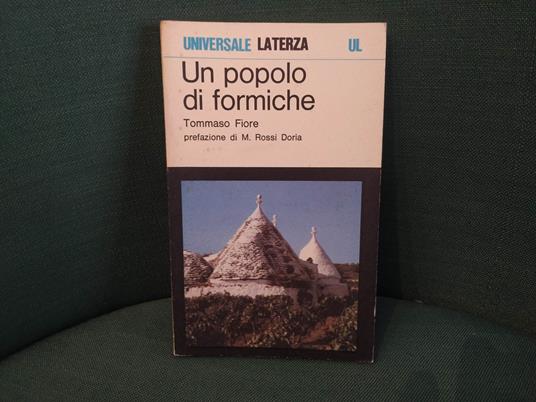 UNIVERSALE LATERZA UL
Un popolo
di formiche
Tommaso Fiore
prefazione di M. Rossi Doria